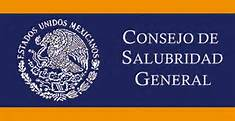 ESTADOS UNIDOS MEXICANOS
CONSEJO DE
SALUBRIDAD
GENERAL